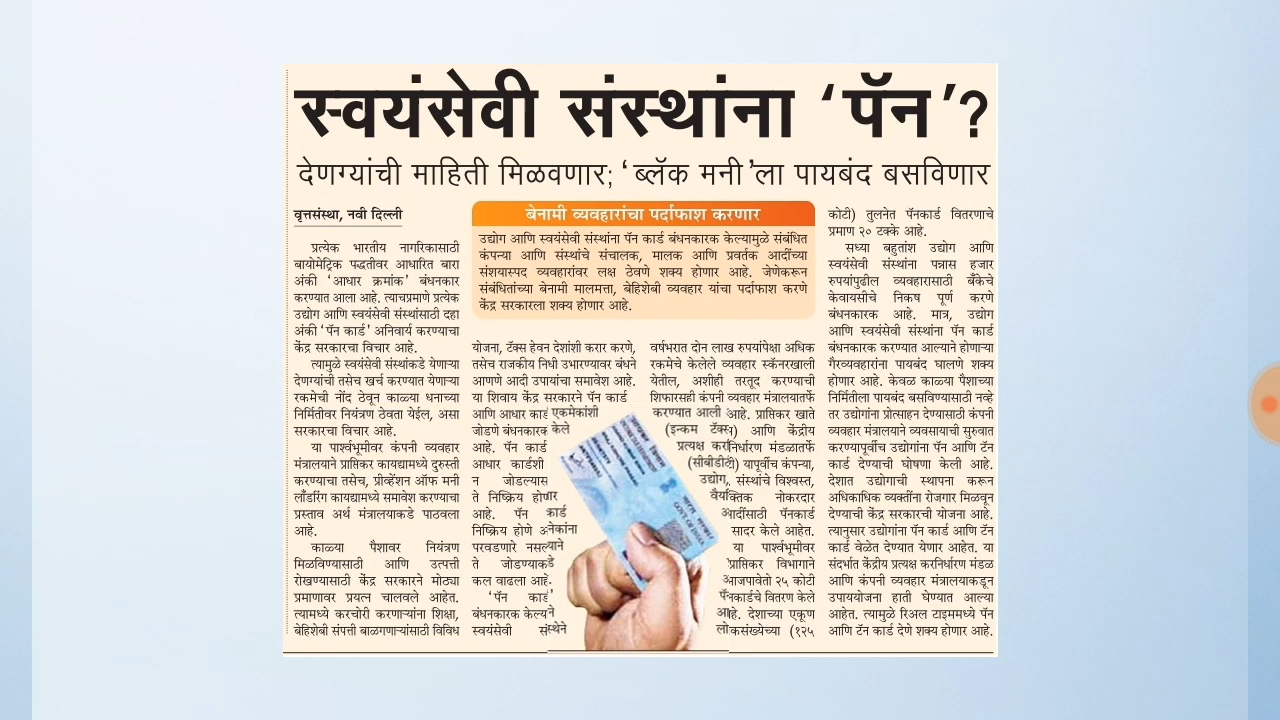 स्वयंसेवी संस्थांना ‘पॅन’?
देणग्यांची माहिती मिळवणार; ‘ब्लॅक मनी’ला पायबंद बसविणार
वृत्तसंस्था, नवी दिल्ली
प्रत्येक भारतीय नागरिकासाठी
बायोमेट्रिक पद्धतीवर आधारित बारा
अंकी ‘आधार क्रमांक’ बंधनकार
करण्यात आला आहे. त्याचप्रमाणे प्रत्येक
उद्योग आणि स्वयंसेवी संस्थांसाठी दहा
अंकी ‘पॅन कार्ड’ अनिवार्य करण्याचा
केंद्र सरकारचा विचार आहे.
त्यामुळे स्वयंसेवी संस्थांकडे येणाऱ्या
देणग्यांची तसेच खर्च करण्यात येणाऱ्या
रकमेची नोंद ठेवून काळ्या धनाच्या
निर्मितीवर नियंत्रण ठेवता येईल, असा
सरकारचा विचार आहे.
या पार्श्वभूमीवर कंपनी व्यवहार
मंत्रालयाने प्राप्तिकर कायद्यामध्ये दुरुस्ती
करण्याचा तसेच, प्रीव्हेंशन ऑफ मनी
लाँडरिंग कायद्यामध्ये समावेश करण्याचा
प्रस्ताव अर्थ मंत्रालयाकडे पाठवला
आहे.
काळ्या पैशावर नियंत्रण
मिळविण्यासाठी आणि उत्पत्ती
रोखण्यासाठी केंद्र सरकारने मोठ्या
प्रमाणावर प्रयत्न चालवले आहेत.
त्यामध्ये करचोरी करणाऱ्यांना शिक्षा,
बेहिशेबी संपत्ती बाळगणाऱ्यांसाठी विविध
बेनामी व्यवहारांचा पर्दाफाश करणार
उद्योग आणि स्वयंसेवी संस्थांना पॅन कार्ड बंधनकारक केल्यामुळे संबंधित
कंपन्या आणि संस्थांचे संचालक, मालक आणि प्रवर्तक आदींच्या
संशयास्पद व्यवहारांवर लक्ष ठेवणे शक्य होणार आहे. जेणेकरून
संबंधितांच्या बेनामी मालमत्ता, बेहिशेबी व्यवहार यांचा पर्दाफाश करणे
केंद्र सरकारला शक्य होणार आहे.
योजना, टॅक्स हेवन देशांशी करार करणे,
तसेच राजकीय निधी उभारण्यावर बंधने
आणणे आदी उपायांचा समावेश आहे.
या शिवाय केंद्र सरकारने पॅन कार्ड
आणि आधार कार्ड एकमेकांशी
जोडणे बंधनकारक केले
आहे. पॅन कार्ड
आधार कार्डशी
न जोडल्यास
ते निष्क्रिय होणार
आहे. पॅन कार्ड
निष्क्रिय होणे अनेकांना
परवडणारे नसल्याने
ते जोडण्याकडे
कल वाढला आहे.
‘पॅन कार्ड’
बंधनकारक केल्याने
स्वयंसेवी संस्थेने
वर्षभरात दोन लाख रुपयांपेक्षा अधिक
रकमेचे केलेले व्यवहार स्कॅनरखाली
येतील, अशीही तरतूद करण्याची
शिफारसही कंपनी व्यवहार मंत्रालयातर्फे
करण्यात आली आहे. प्राप्तिकर खाते
(इन्कम टॅक्स) आणि केंद्रीय
प्रत्यक्ष करनिर्धारण मंडळातर्फे
(सीबीडीटी) यापूर्वीच कंपन्या,
उद्योग, संस्थांचे विश्वस्त,
वैयक्तिक नोकरदार
आदींसाठी पॅनकार्ड
सादर केले आहेत.
या पार्श्वभूमीवर
प्राप्तिकर विभागाने
आजपावेतो २५ कोटी
पॅनकार्डचे वितरण केले
आहे. देशाच्या एकूण
लोकसंख्येच्या (१२५
कोटी) तुलनेत पॅनकार्ड वितरणाचे
प्रमाण २० टक्के आहे.
सध्या बहुतांश उद्योग आणि
स्वयंसेवी संस्थांना पन्नास हजार
रुपयांपुढील व्यवहारासाठी बँकेचे
केवायसीचे निकष पूर्ण करणे
बंधनकारक आहे. मात्र, उद्योग
आणि स्वयंसेवी संस्थांना पॅन कार्ड
बंधनकारक करण्यात आल्याने होणाऱ्या
गैरव्यवहारांना पायबंद घालणे शक्य
होणार आहे. केवळ काळ्या पैशाच्या
निर्मितीला पायबंद बसविण्यासाठी नव्हे
तर उद्योगांना प्रोत्साहन देण्यासाठी कंपनी
व्यवहार मंत्रालयाने व्यवसायाची सुरुवात
करण्यापूर्वीच उद्योगांना पॅन आणि टॅन
कार्ड देण्याची घोषणा केली आहे.
देशात उद्योगाची स्थापना करून
अधिकाधिक व्यक्तींना रोजगार मिळवून
देण्याची केंद्र सरकारची योजना आहे.
त्यानुसार उद्योगांना पॅन कार्ड आणि टॅन
कार्ड वेळेत देण्यात येणार आहेत. या
संदर्भात केंद्रीय प्रत्यक्ष करनिर्धारण मंडळ
आणि कंपनी व्यवहार मंत्रालयाकडून
उपाययोजना हाती घेण्यात आल्या
आहेत. त्यामुळे रिअल टाइममध्ये पॅन
आणि टॅन कार्ड देणे शक्य होणार आहे.